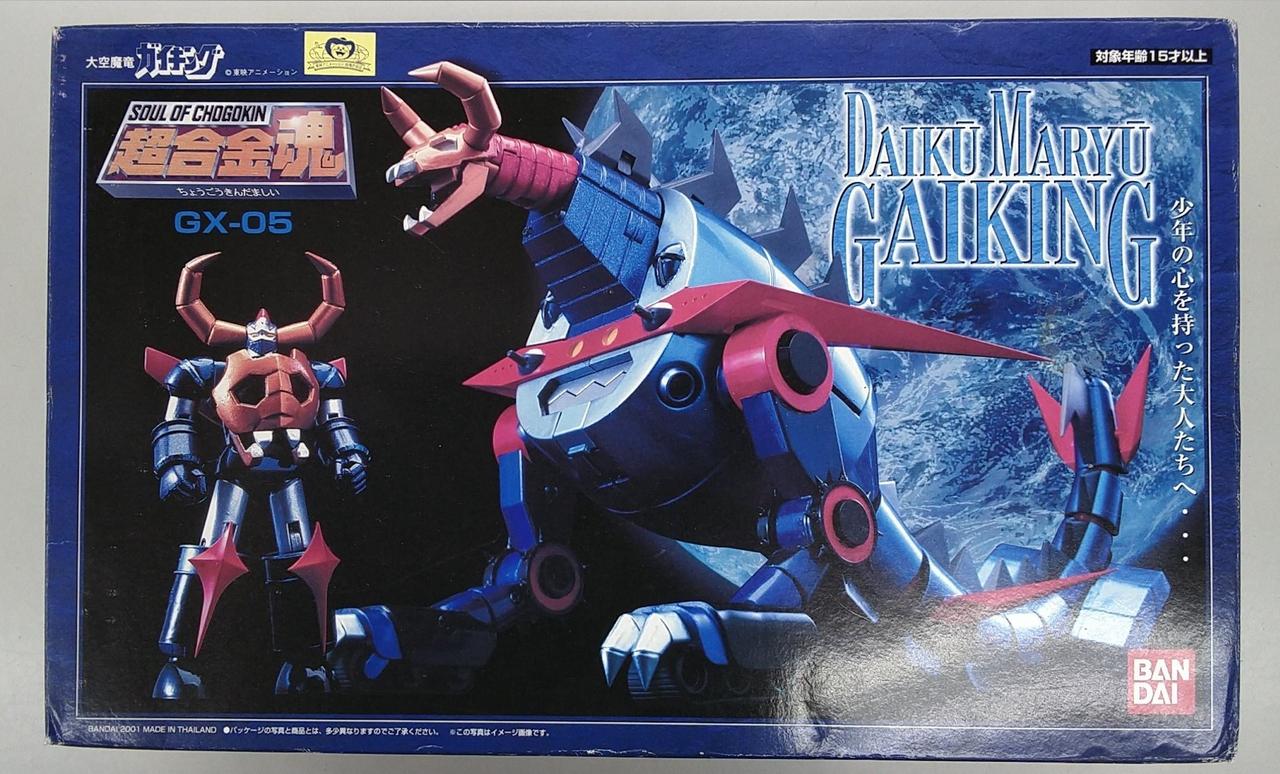 大空魔竜
ガイキング
©東映アニメーション
対象年齢15才以上
SOUL OF CHOGOKIN
超合金魂
ちょうごうきんだましい
GX-05
DAIKŪ MARYŪ
GAIKING
少年の心を持った大人たちへ・・・
BAN
DAI
BANDAI 2001 MADE IN THAILAND ●パッケージの写真と商品とは、多少異なりますのでご了承ください。 ※この写真はイメージ画像です。